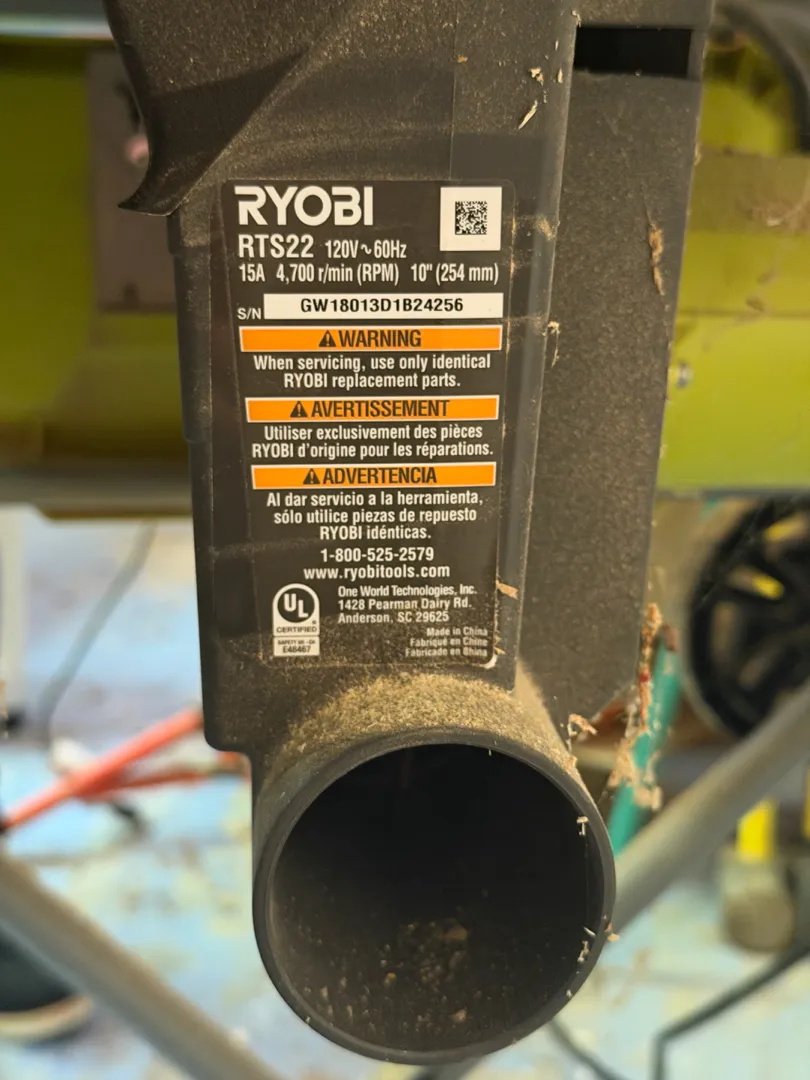 RYOBI
RTS22 120V~60Hz
15A 4,700 r/min (RPM) 10" (254 mm)
S/N GW18013D1B24256
WARNING
When servicing, use only identical
RYOBI replacement parts.
AVERTISSEMENT
Utiliser exclusivement des pièces
RYOBI d'origine pour les réparations.
ADVERTENCIA
Al dar servicio a la herramienta,
sólo utilice piezas de repuesto
RYOBI idénticas.
1-800-525-2579
www.ryobitools.com
UL
CERTIFIED
SAFETY US - CA
E48467
One World Technologies, Inc.
1428 Pearman Dairy Rd.
Anderson, SC 29625
Made in China
Fabriqué en Chine
Fabricado en China